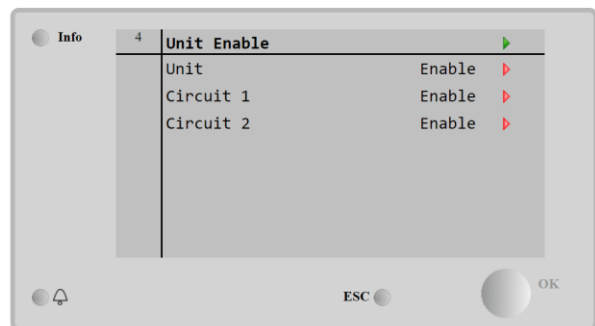 Info
4 Unit Enable
Unit Enable
Circuit 1 Enable
Circuit 2 Enable
ESC
OK